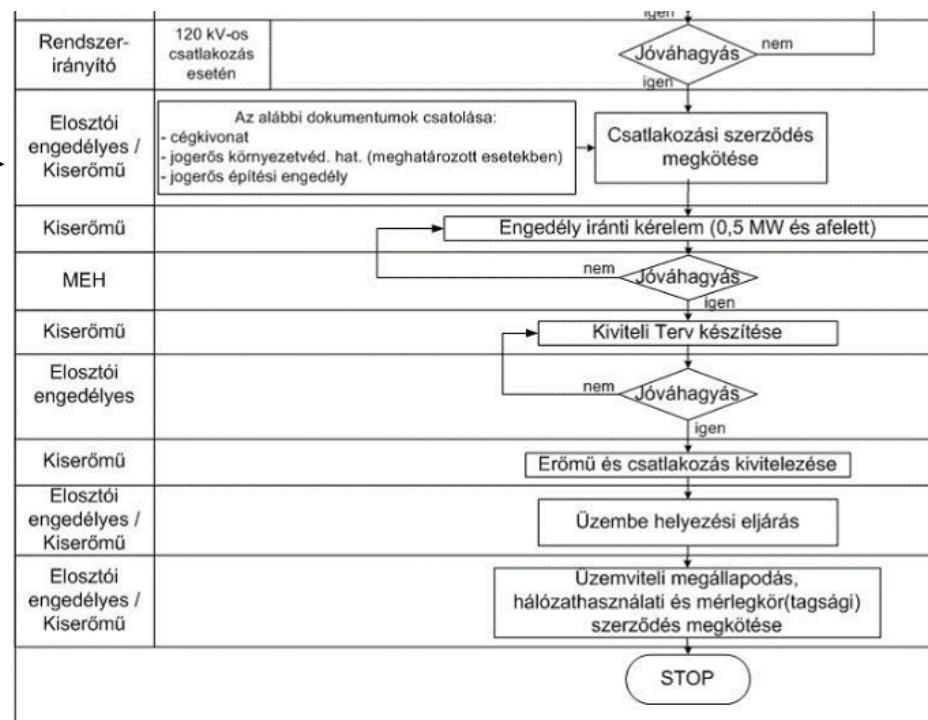 igen
Rendszer-
irányító
120 kV-os
csatlakozás
esetén
Jóváhagyás
nem
igen
Elosztói
engedélyes /
Kiserőmű
Az alábbi dokumentumok csatolása:
- cégkivonat
- jogerős környezetvéd. hat. (meghatározott esetekben)
- jogerős építési engedély
Csatlakozási szerződés
megkötése
Kiserőmű
Engedély iránti kérelem (0,5 MW és afelett)
MEH
nem
Jóváhagyás
igen
Kiserőmű
Kiviteli Terv készítése
Elosztói
engedélyes
nem
Jóváhagyás
igen
Kiserőmű
Erőmű és csatlakozás kivitelezése
Elosztói
engedélyes /
Kiserőmű
Üzembe helyezési eljárás
Elosztói
engedélyes /
Kiserőmű
Üzemviteli megállapodás,
hálózathasználati és mérlegkör(tagsági)
szerződés megkötése
STOP